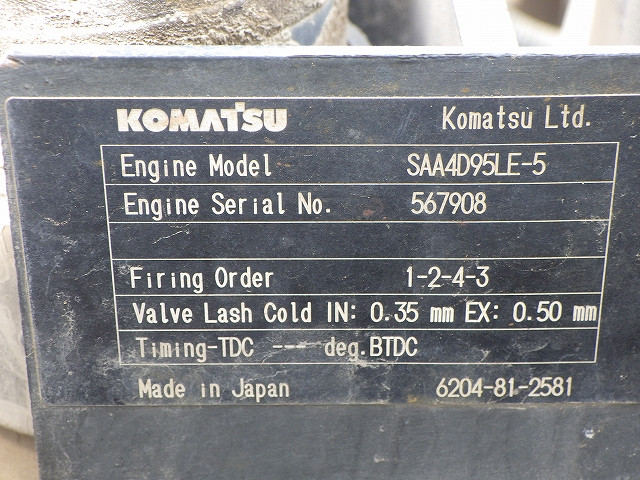 KOMATSU Komatsu Ltd.
Engine Model SAA4D95LE-5
Engine Serial No. 567908
Firing Order 1-2-4-3
Valve Lash Cold IN: 0.35 mm EX: 0.50 mm
Timing-TDC --- deg.BTDC
Made in Japan 6204-81-2581